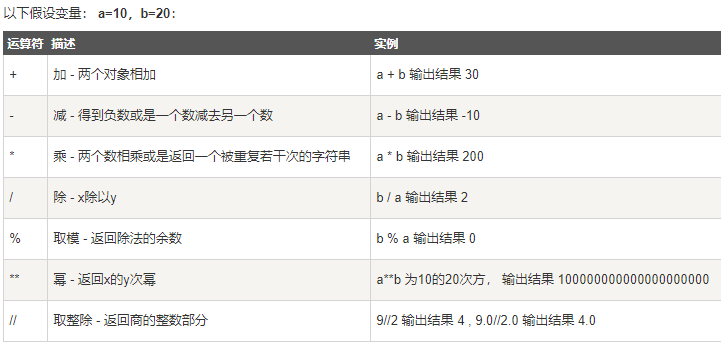 以下假设变量： a=10，b=20：
运算符 描述 实例
+ 加 - 两个对象相加 a + b 输出结果 30
- 减 - 得到负数或是一个数减去另一个数 a - b 输出结果 -10
* 乘 - 两个数相乘或是返回一个被重复若干次的字符串 a * b 输出结果 200
/ 除 - x除以y b / a 输出结果 2
% 取模 - 返回除法的余数 b % a 输出结果 0
** 幂 - 返回x的y次幂 a**b 为10的20次方， 输出结果 100000000000000000000
// 取整除 - 返回商的整数部分 9//2 输出结果 4 , 9.0//2.0 输出结果 4.0